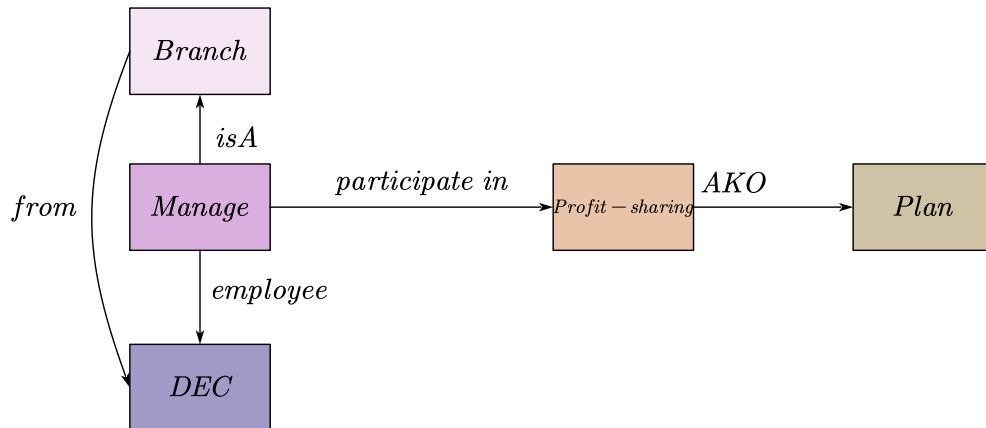 Branch
isA
participate in
AKO
from
Manage
Profit − sharing
Plan
employee
DEC